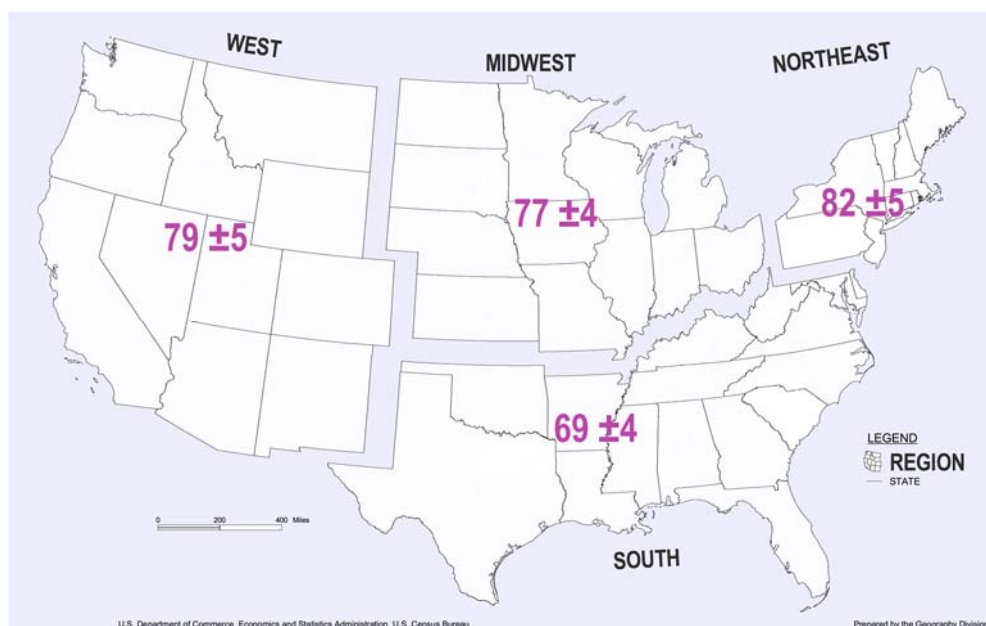 WEST
MIDWEST
NORTHEAST
79 ±5
77 ±4
82 ±5
69 ±4
LEGEND
REGION
STATE
0 200 400 Miles
SOUTH
U.S. Department of Commerce Economics and Statistics Administration U.S. Census Bureau
Prepared by the Geography Division